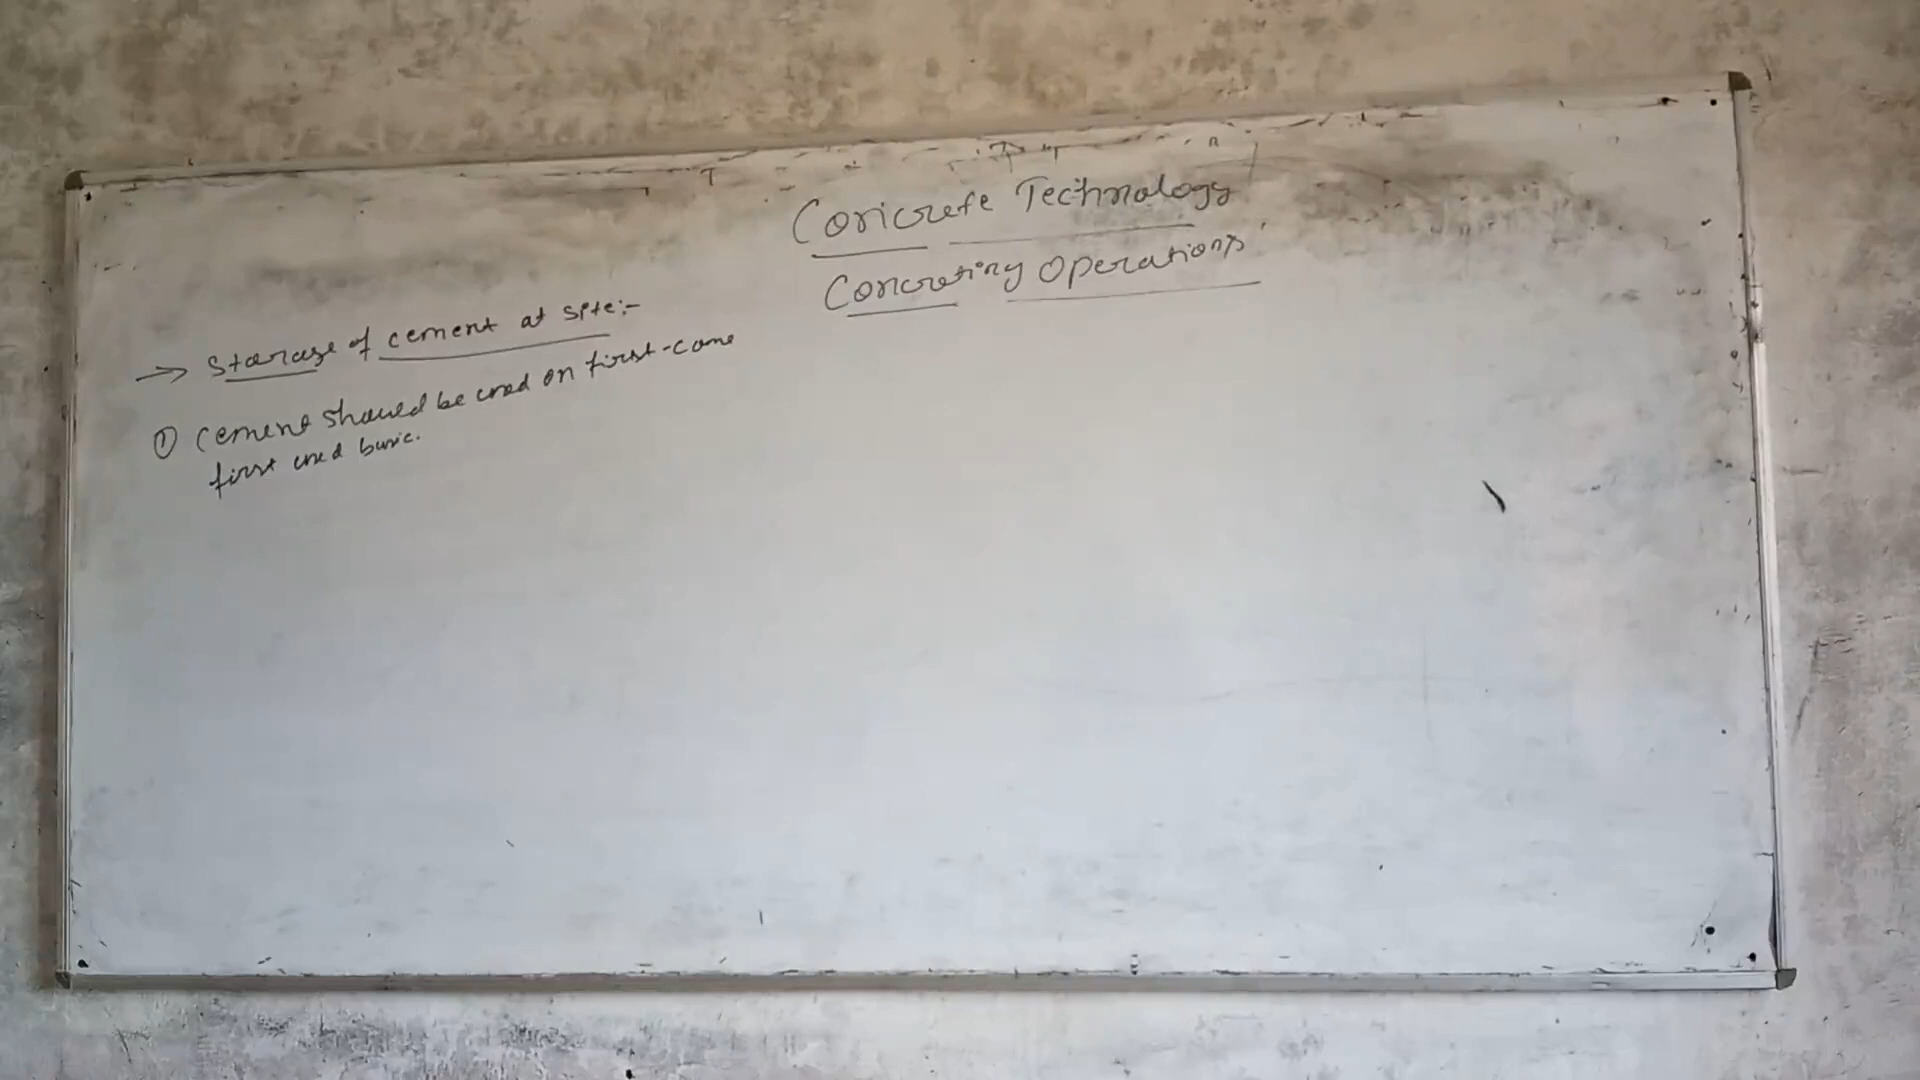 Concrete Technology
Concreting Operations
→ Storage of cement at site:-
① Cement should be used on first-come
first used basic.